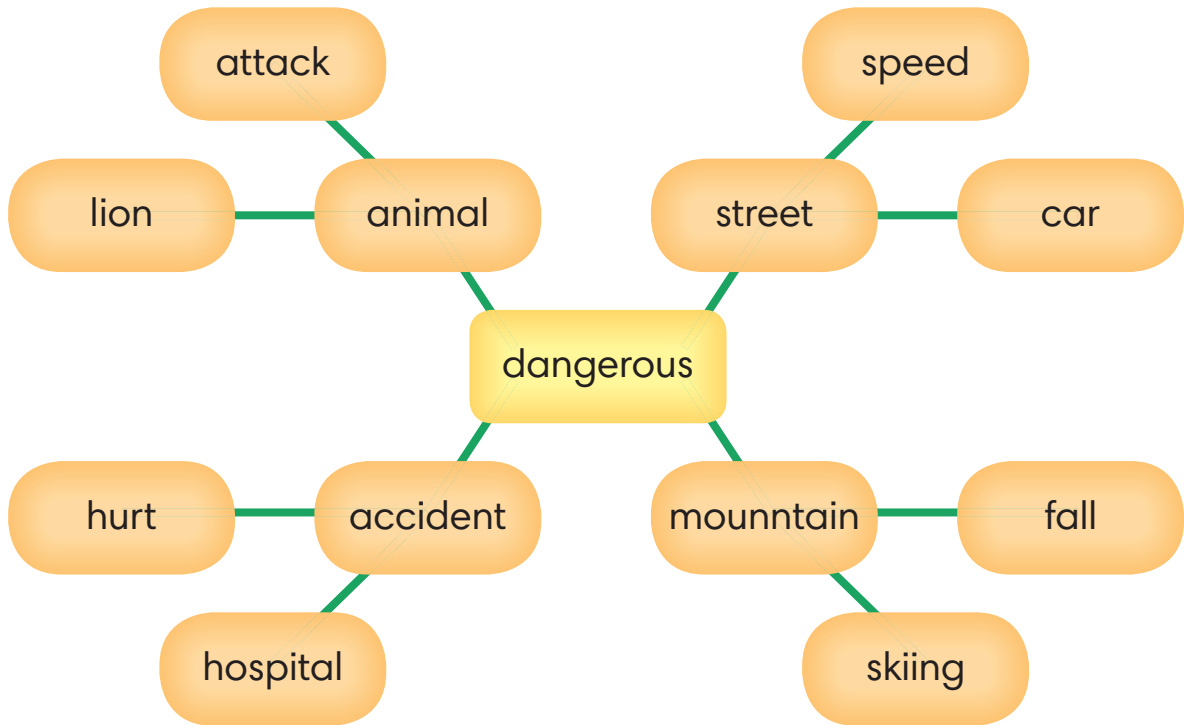 attack
speed
lion
animal
street
car
dangerous
hurt
accident
mounntain
fall
hospital
skiing